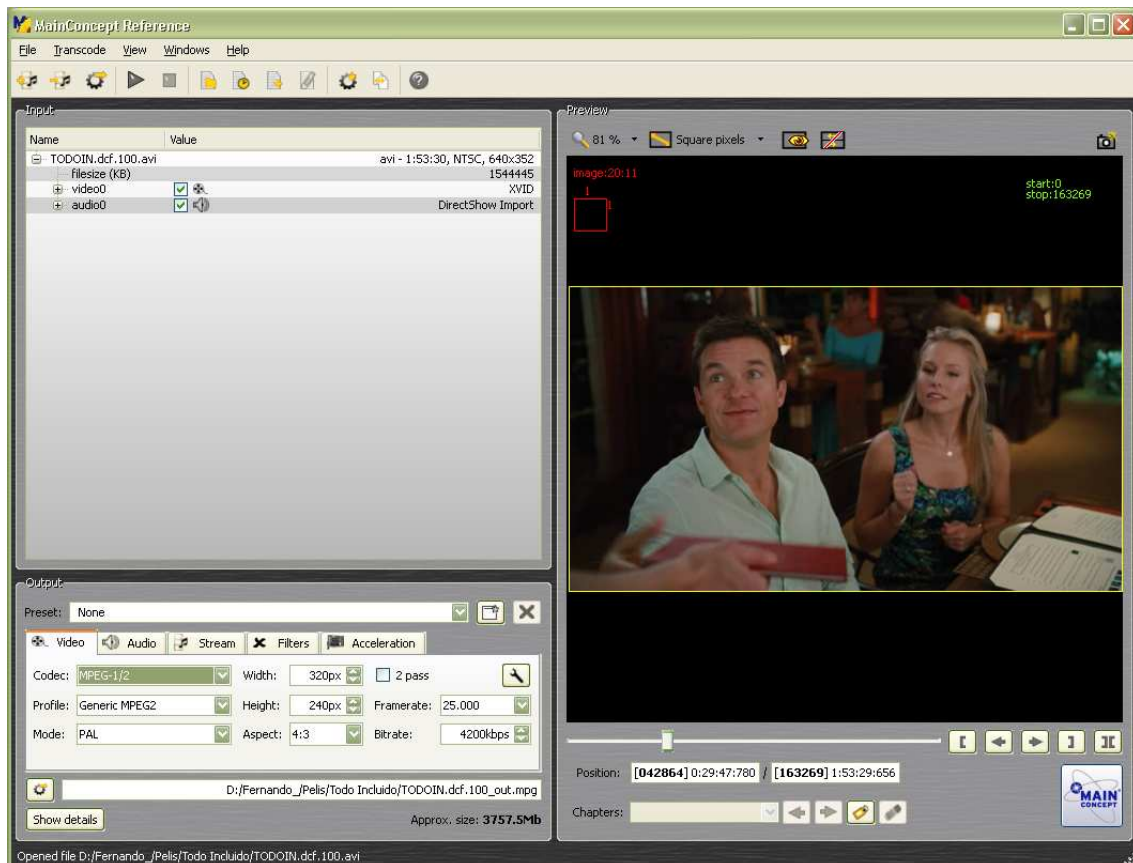 MainConcept Reference
File Transcode View Windows Help
Input
Name Value
TODOIN.dcf.100.avi avi - 1:53:30, NTSC, 640x352
filesize (KB) 1544445
video0 XVID
audio0 DirectShow Import
Preview
81 % Square pixels
image:20:11
1
1
start:0
stop:163269
Output
Preset: None
Video Audio Stream Filters Acceleration
Codec: MPEG-1/2 Width: 320px 2 pass
Profile: Generic MPEG2 Height: 240px Framerate: 25.000
Mode: PAL Aspect: 4:3 Bitrate: 4200kbps
D:/Fernando_/Pelis/Todo Incluido/TODOIN.dcf.100_out.mpg
Show details Approx. size: 3757.5Mb
Position: [042864] 0:29:47:780 / [163269] 1:53:29:656
Chapters:
MAIN
CONCEPT
Opened file D:/Fernando_/Pelis/Todo Incluido/TODOIN.dcf.100.avi